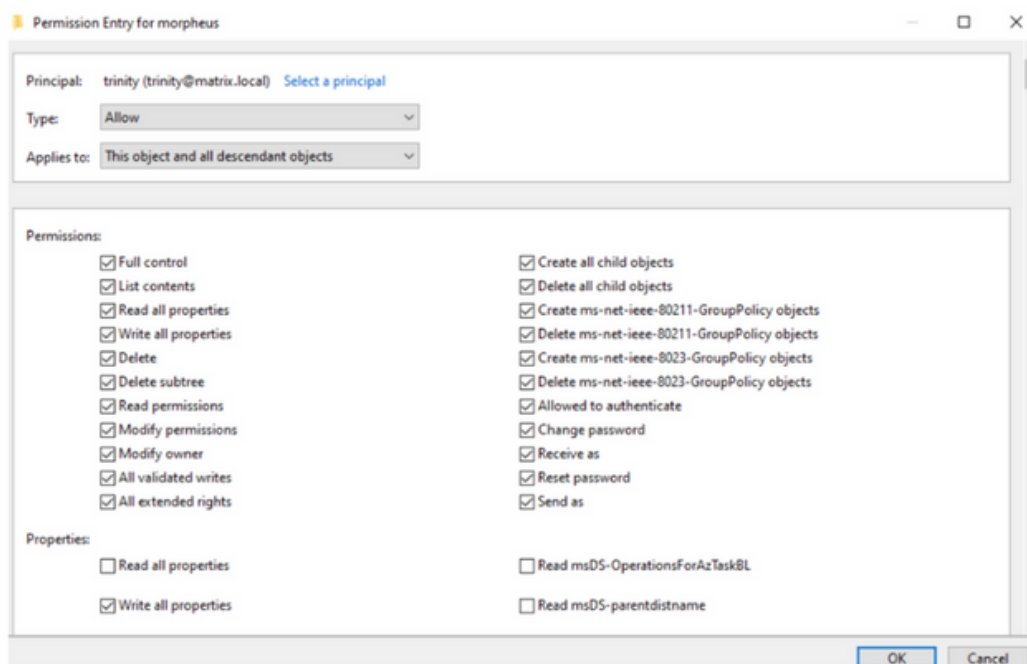 Permission Entry for morpheus
Principal: trinity (trinity@matrix.local) Select a principal
Type: Allow
Applies to: This object and all descendant objects
Permissions:
Full control
List contents
Read all properties
Write all properties
Delete
Delete subtree
Read permissions
Modify permissions
Modify owner
All validated writes
All extended rights
Create all child objects
Delete all child objects
Create ms-net-ieee-80211-GroupPolicy objects
Delete ms-net-ieee-80211-GroupPolicy objects
Create ms-net-ieee-8023-GroupPolicy objects
Delete ms-net-ieee-8023-GroupPolicy objects
Allowed to authenticate
Change password
Receive as
Reset password
Send as
Properties:
Read all properties
Write all properties
Read msDS-OperationsForAzTaskBL
Read msDS-parentdistname
OK Cancel